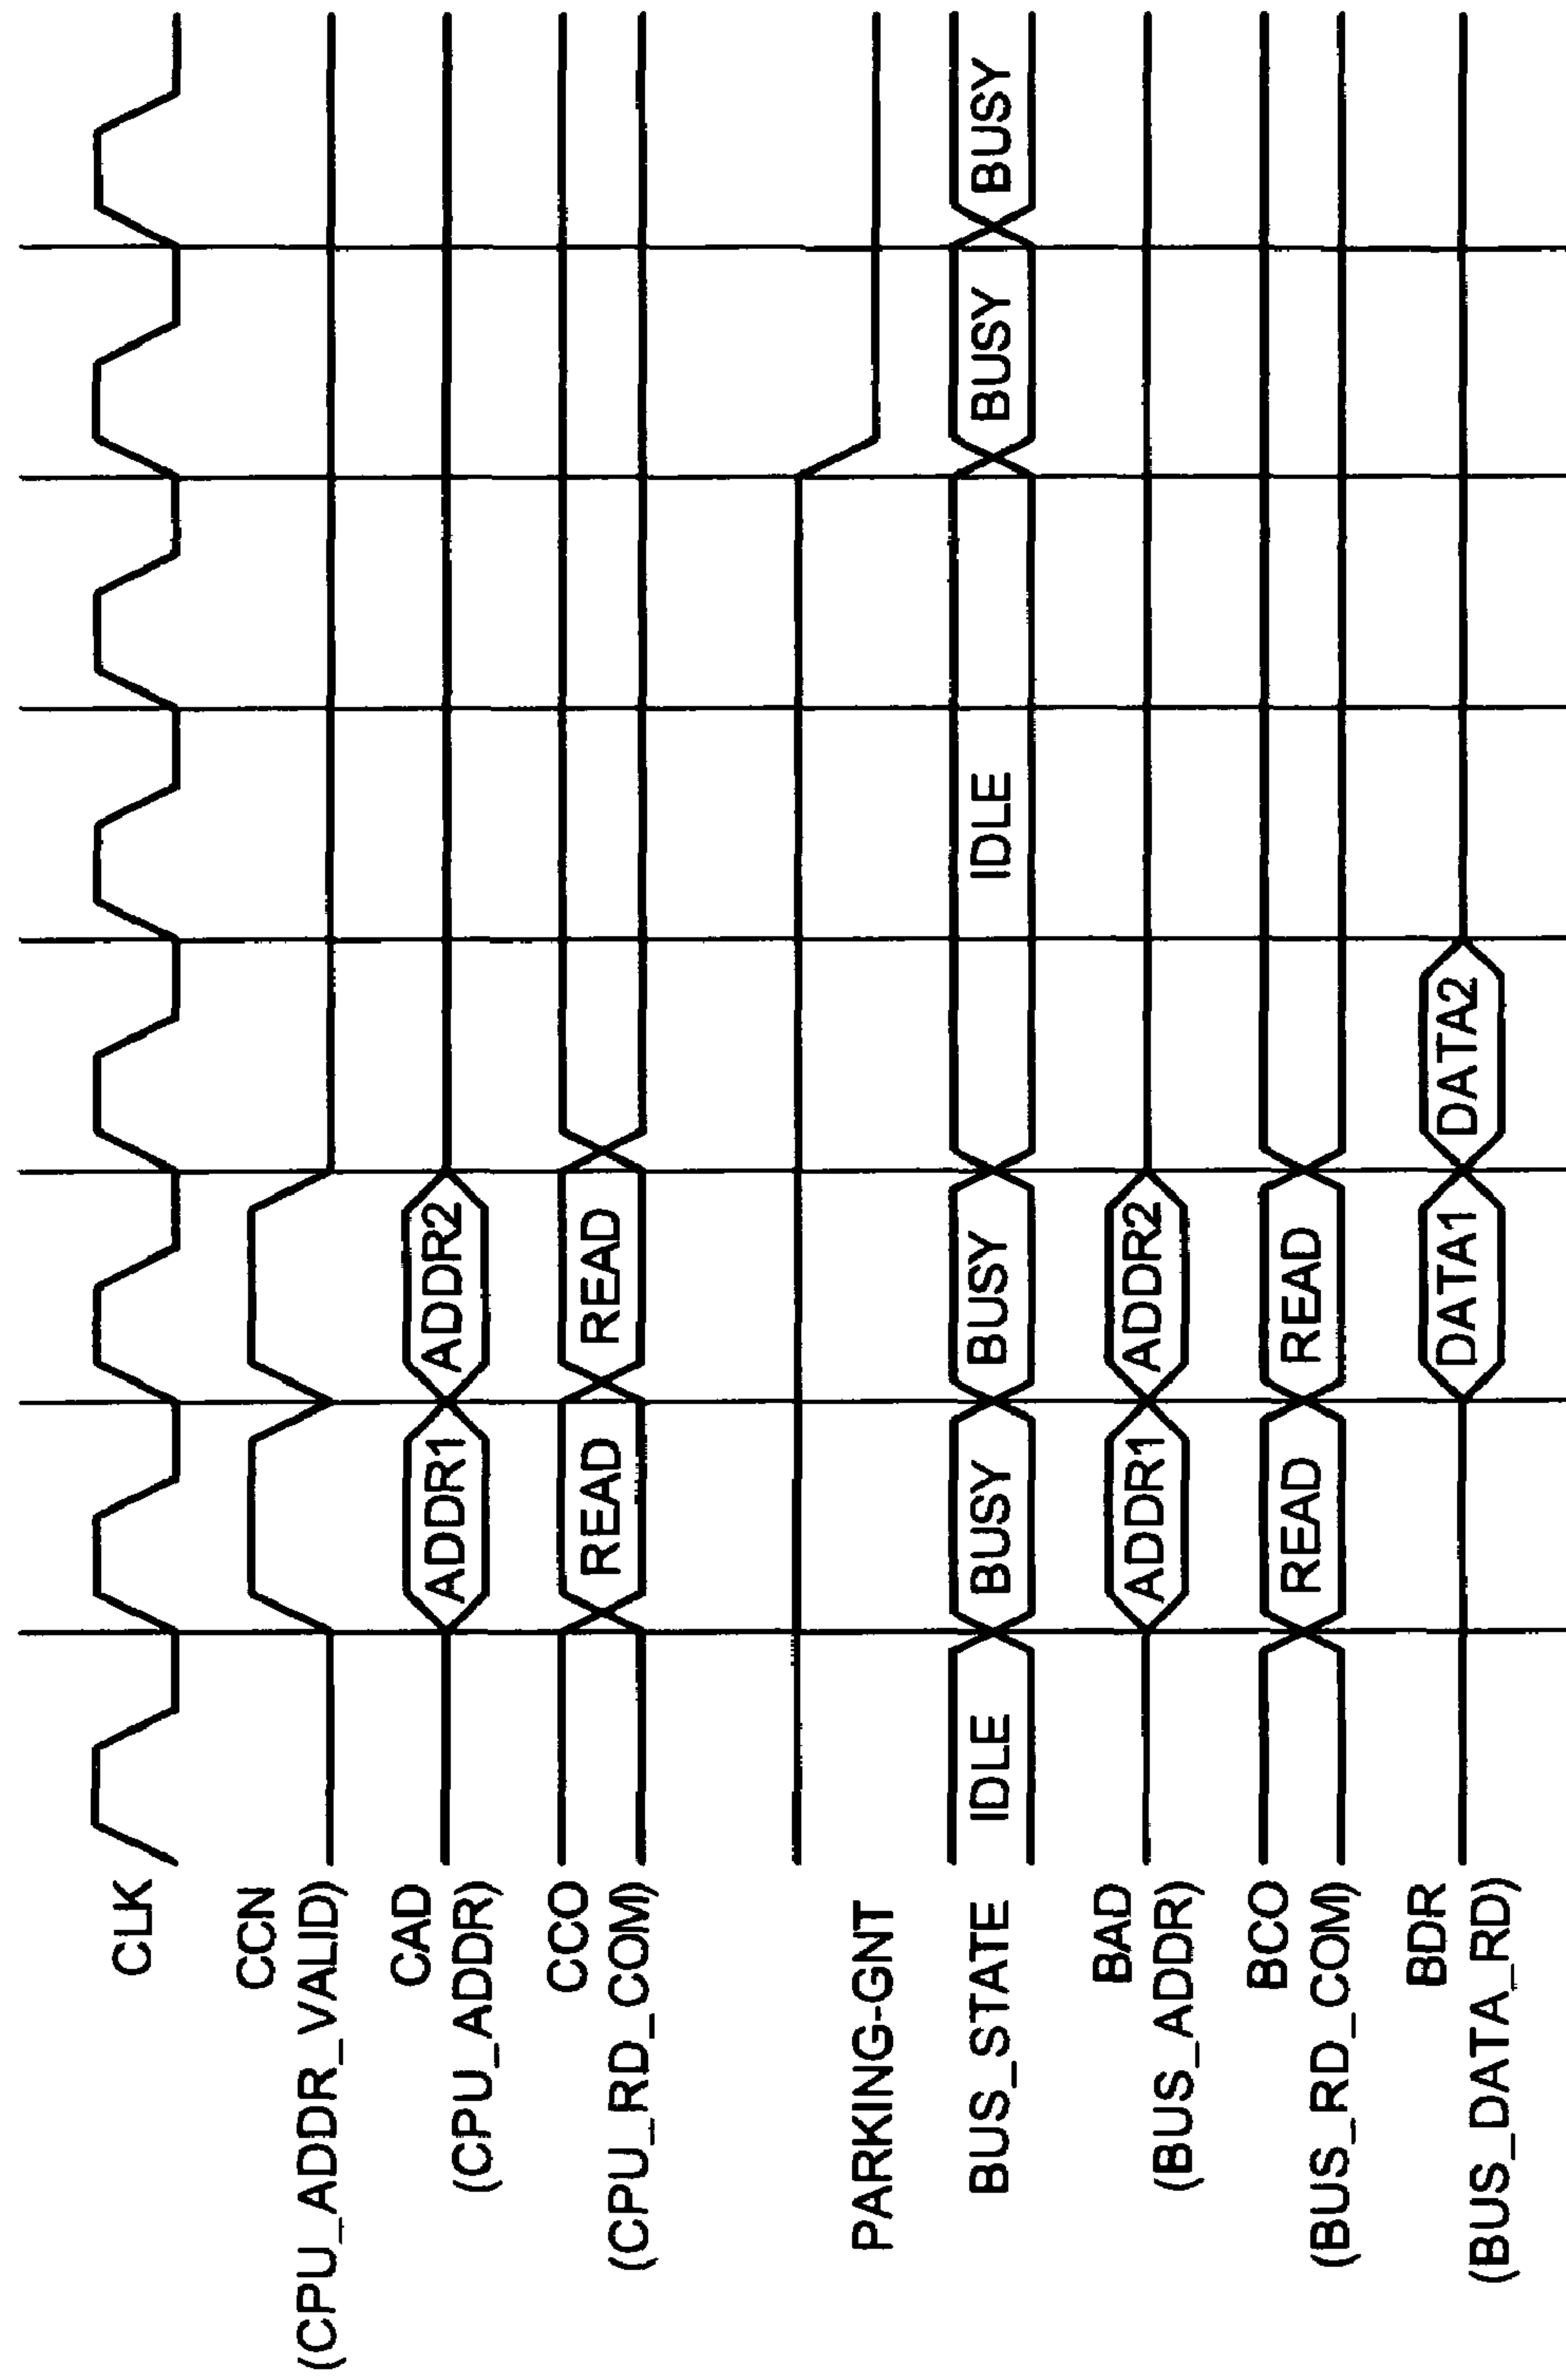 CLK
CCN
(CPU_ADDR_VALID)
CAD
(CPU_ADDR)
ADDR1 ADDR2
CCO
(CPU_RD_COM)
READ READ
PARKING-GNT
BUS_STATE
IDLE BUSY BUSY IDLE BUSY BUSY
BAD
(BUS_ADDR)
ADDR1 ADDR2
BCO
(BUS_RD_COM)
READ READ
BDR
(BUS_DATA_RD)
DATA1 DATA2